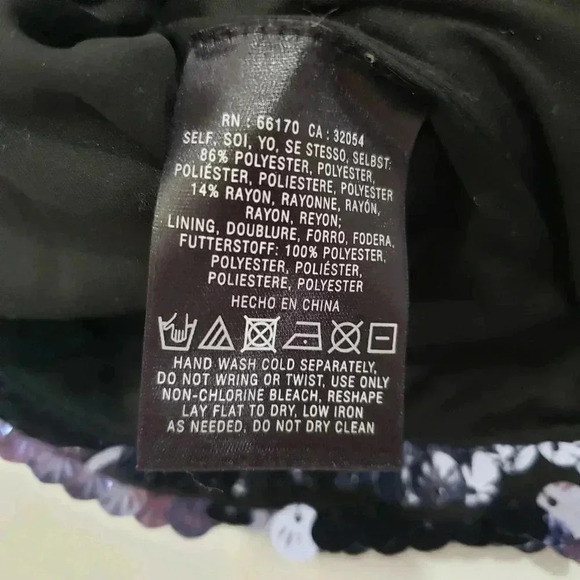 RN : 66170 CA : 32054
SELF, SOI, YO, SE STESSO, SELBST:
86% POLYESTER, POLYESTER,
POLIÉSTER, POLIESTERE, POLYESTER
14% RAYON, RAYONNE, RAYÓN,
RAYON, REYON;
LINING, DOUBLURE, FORRO, FODERA,
FUTTERSTOFF: 100% POLYESTER,
POLYESTER, POLIÉSTER,
POLIESTERE, POLYESTER
HECHO EN CHINA
HAND WASH COLD SEPARATELY,
DO NOT WRING OR TWIST, USE ONLY
NON-CHLORINE BLEACH, RESHAPE
LAY FLAT TO DRY, LOW IRON
AS NEEDED, DO NOT DRY CLEAN